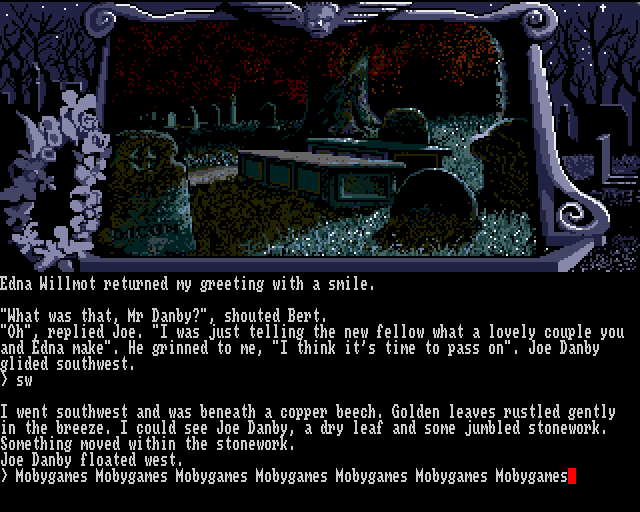 DICOM
Edna Willmot returned my greeting with a smile.
"What was that, Mr Danby?", shouted Bert.
"Oh", replied Joe. "I was just telling the new fellow what a lovely couple you
and Edna make". He grinned to me, "I think it's time to pass on". Joe Danby
glided southwest.
> sw
I went southwest and was beneath a copper beech. Golden leaves rustled gently
in the breeze. I could see Joe Danby, a dry leaf and some jumbled stonework.
Something moved within the stonework.
Joe Danby floated west.
> Mobygames Mobygames Mobygames Mobygames Mobygames Mobygames Mobygames